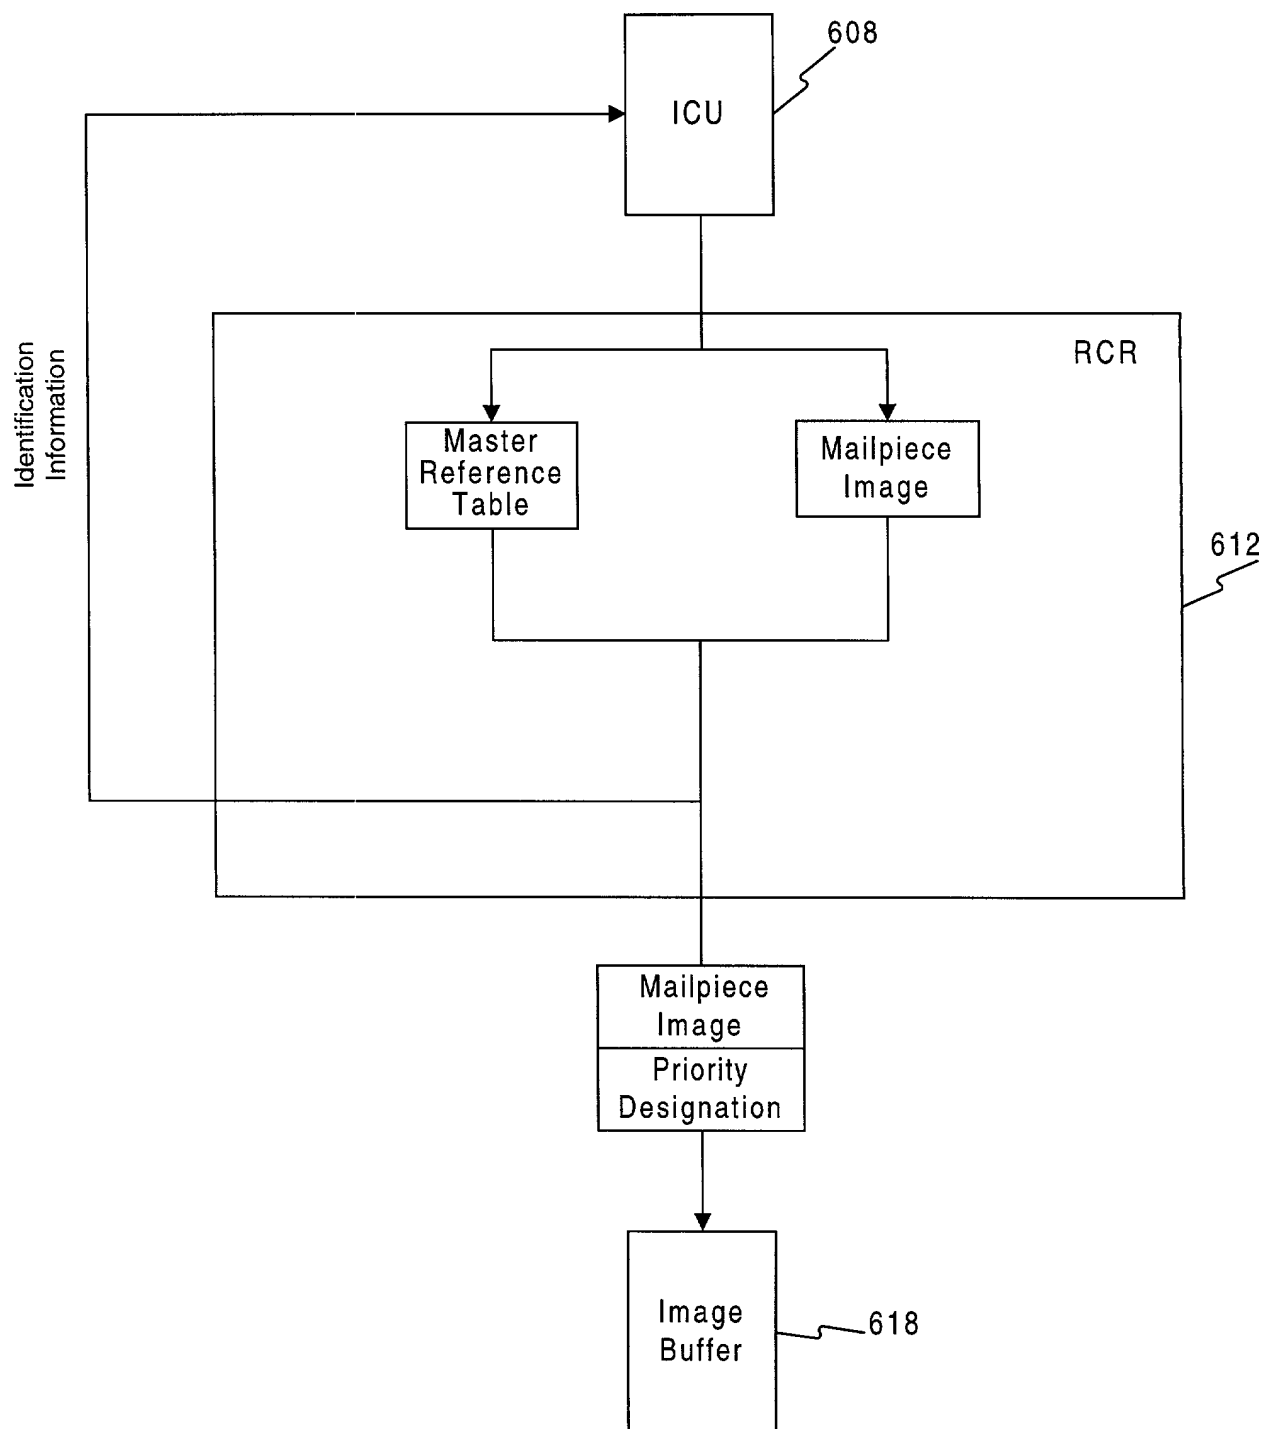 608
ICU
RCR
Identification
Information
Master
Reference
Table
Mailpiece
Image
612
Mailpiece
Image
Priority
Designation
Image
Buffer
618